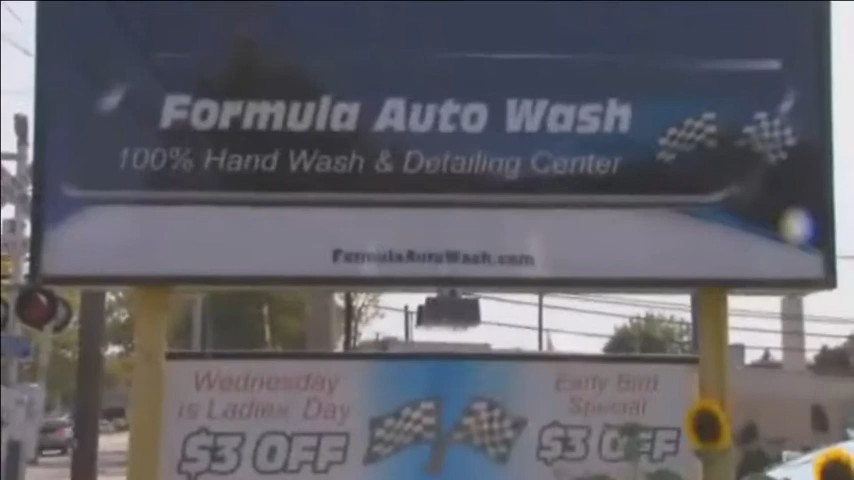 Formula Auto Wash
100% Hand Wash & Detailing Center
FormulaAutoWash.com
Wednesday
is Ladies Day
$3 OFF
Early Bird
Special
$3 OFF